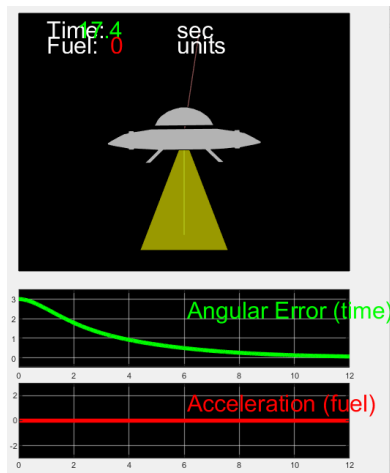 Time: 17.4 sec
Fuel: 0 units
Angular Error (time)
3
2
1
0
0 2 4 6 8 10 12
Acceleration (fuel)
2
0
-2
0 2 4 6 8 10 12